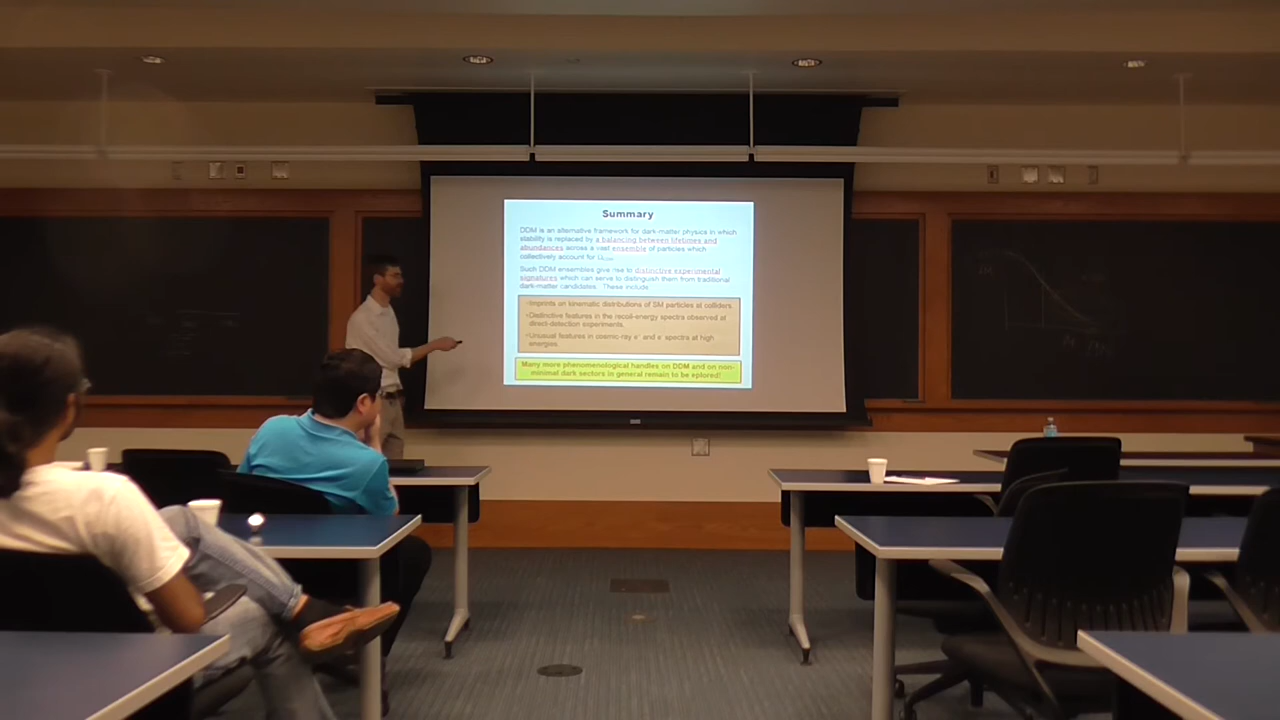 Summary
DDM is an alternative framework for dark-matter physics in which
stability is replaced by a balancing between lifetimes and
abundances across a vast ensemble of particles which
collectively account for Ω
Such DDM ensembles give rise to distinctive experimental
signatures which can serve to distinguish them from traditional
dark-matter candidates. These include
•Imprints on kinematic distributions of SM particles at colliders.
•Distinctive features in the recoil-energy spectra observed at
direct-detection experiments.
•Unusual features in cosmic-ray e⁺ and e⁻ spectra at high
energies.
Many more phenomenological handles on DDM and on non-
minimal dark sectors in general remain to be eplored!